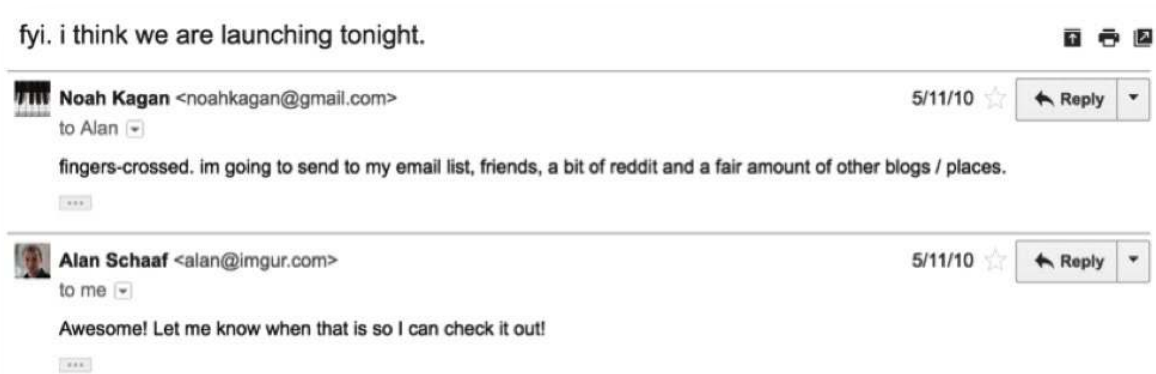 fyi. i think we are launching tonight.
Noah Kagan <noahkagan@gmail.com> 5/11/10 Reply
to Alan
fingers-crossed. im going to send to my email list, friends, a bit of reddit and a fair amount of other blogs / places.
Alan Schaaf <alan@imgur.com> 5/11/10 Reply
to me
Awesome! Let me know when that is so I can check it out!